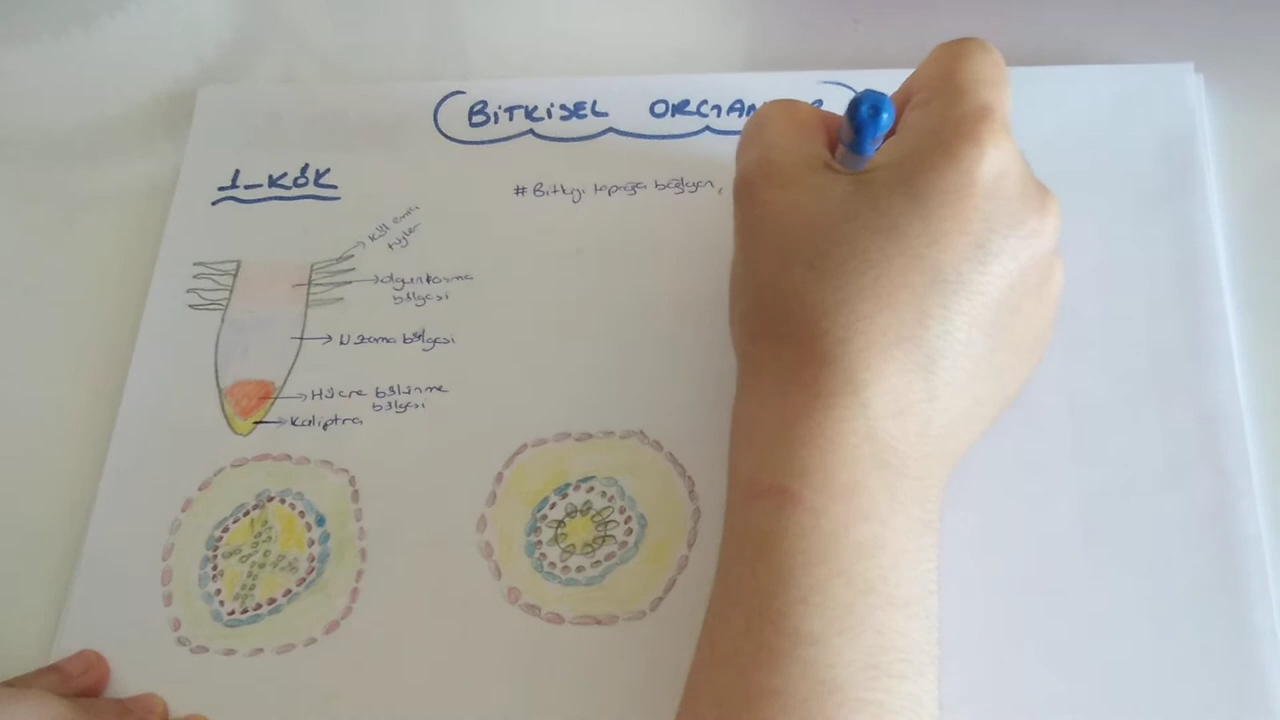 BİTKİSEL ORGAN
1-KÖK
# Bitkiyi toprağa bağlayan,
Kök emici
tüyler
olgunlaşma
bölgesi
Uzama bölgesi
Hücre bölünme
bölgesi
Kaliptra